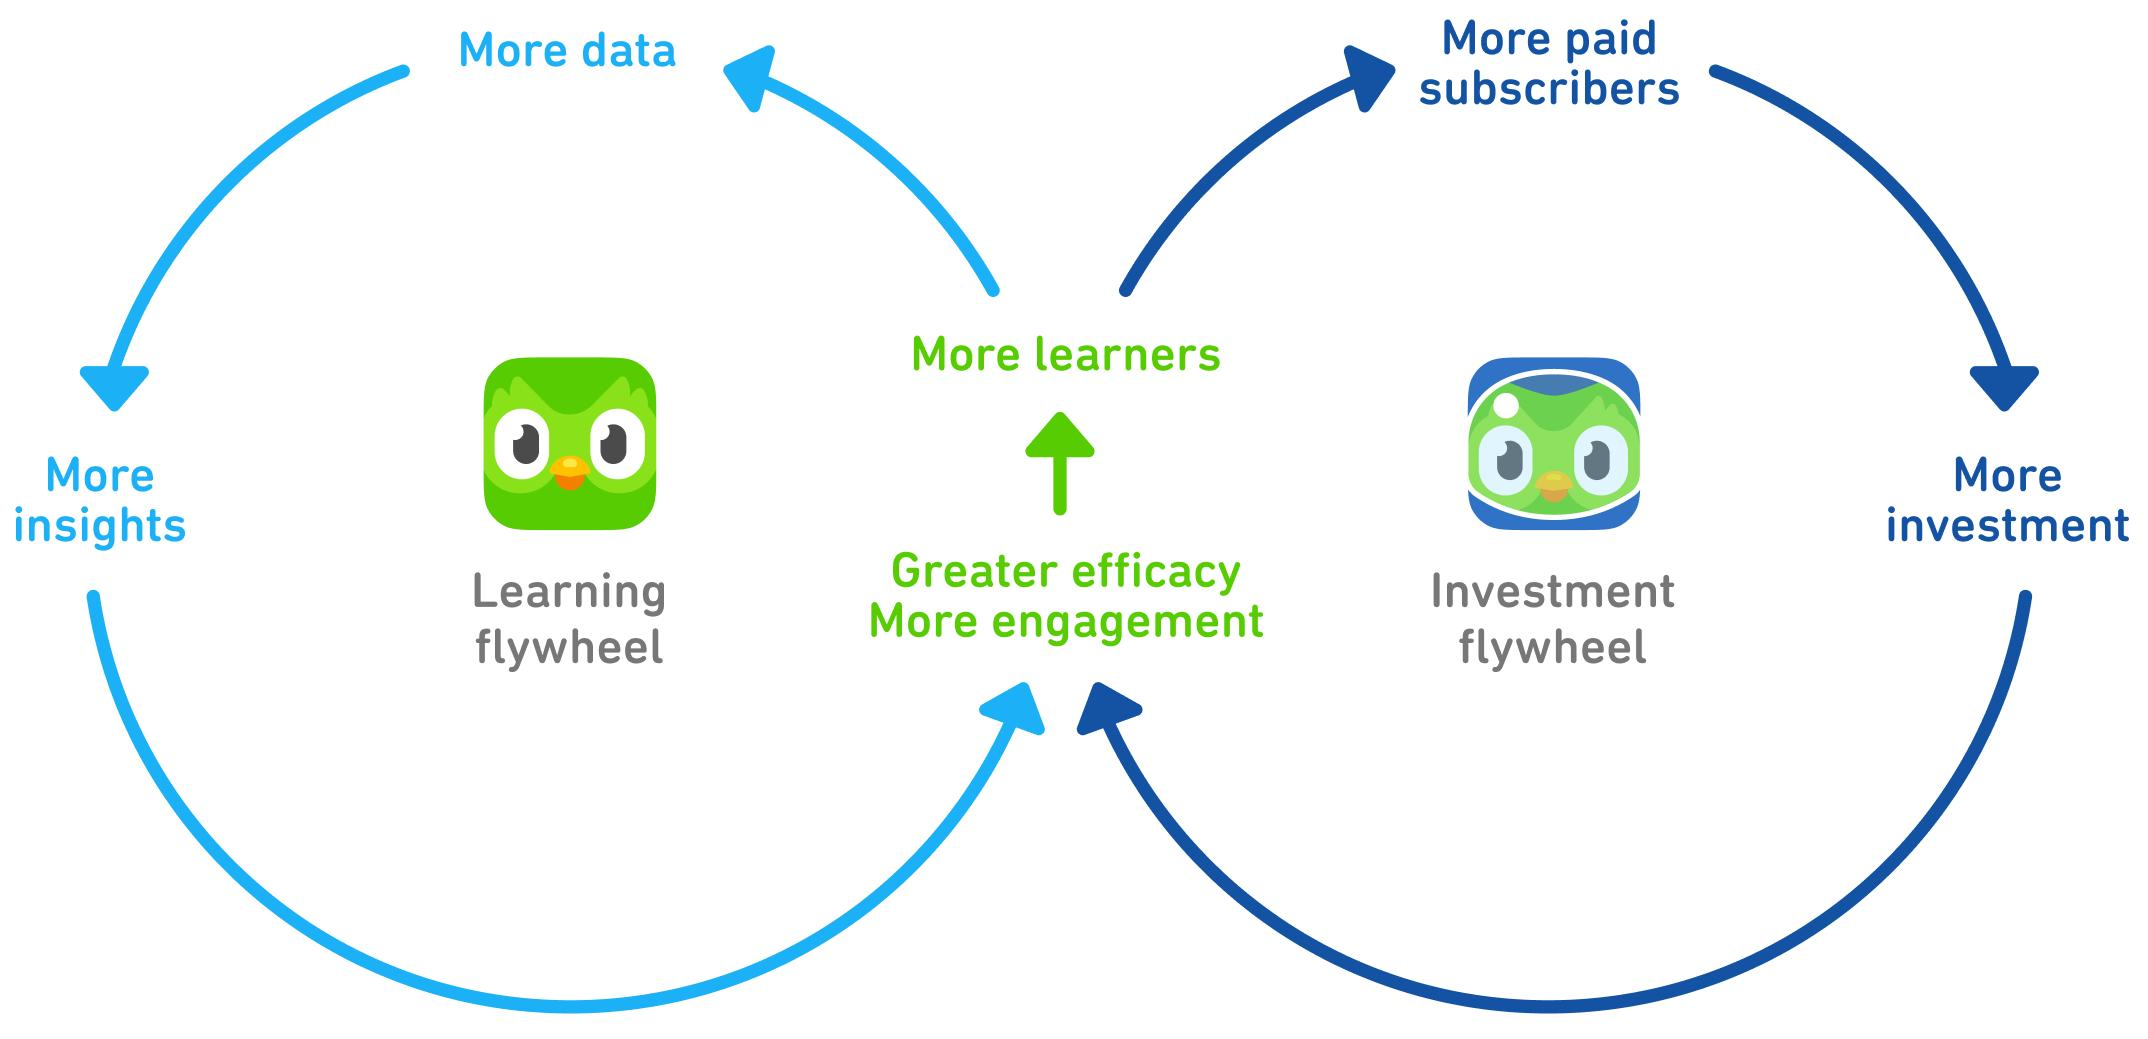 More data
More paid
subscribers
More learners
More
insights
Learning
flywheel
Greater efficacy
More engagement
Investment
flywheel
More
investment